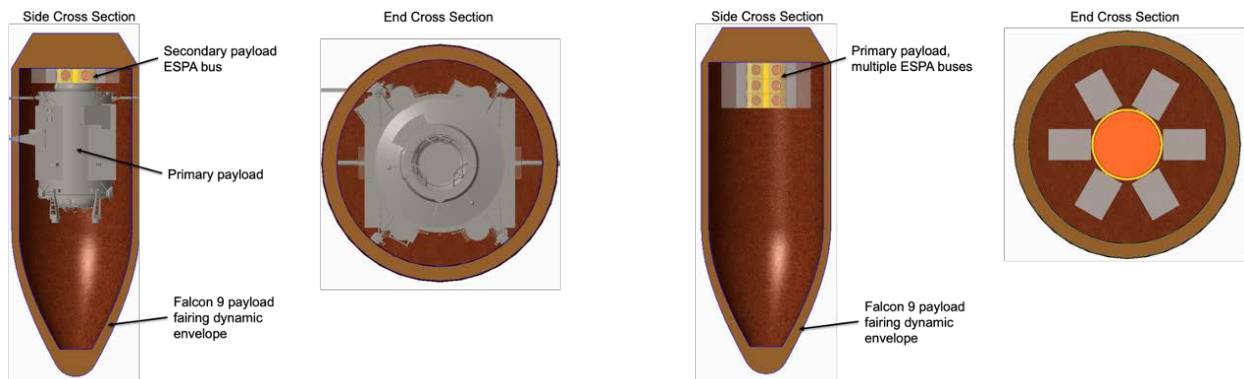 Side Cross Section
End Cross Section
Secondary payload
ESPA bus
Primary payload
Falcon 9 payload
fairing dynamic
envelope
Side Cross Section
End Cross Section
Primary payload,
multiple ESPA buses
Falcon 9 payload
fairing dynamic
envelope